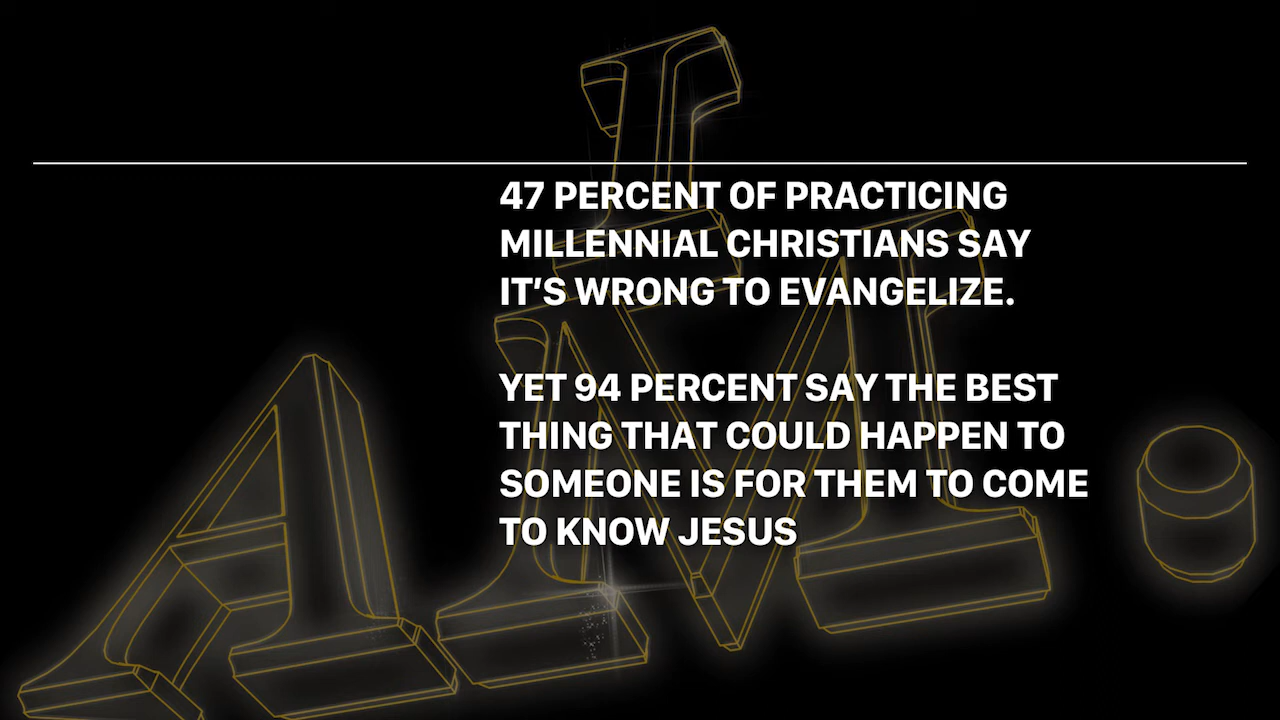 I AM.
47 PERCENT OF PRACTICING
MILLENNIAL CHRISTIANS SAY
IT'S WRONG TO EVANGELIZE.
YET 94 PERCENT SAY THE BEST
THING THAT COULD HAPPEN TO
SOMEONE IS FOR THEM TO COME
TO KNOW JESUS